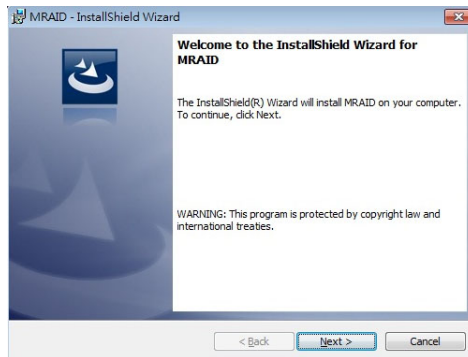 MRAID - InstallShield Wizard
Welcome to the InstallShield Wizard for
MRAID
The InstallShield(R) Wizard will install MRAID on your computer.
To continue, click Next.
WARNING: This program is protected by copyright law and
international treaties.
< Back
Next >
Cancel